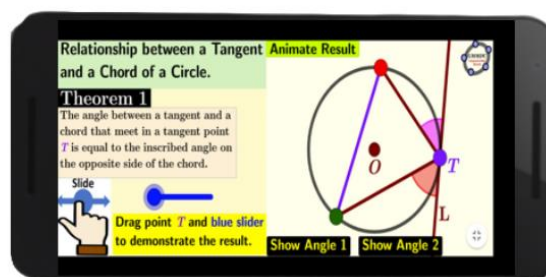 Relationship between a Tangent
and a Chord of a Circle.
Animate Result
Theorem 1
The angle between a tangent and a
chord that meet in a tangent point
T is equal to the inscribed angle on
the opposite side of the chord.
Slide
Drag point T and blue slider
to demonstrate the result.
O
T
L
Show Angle 1
Show Angle 2